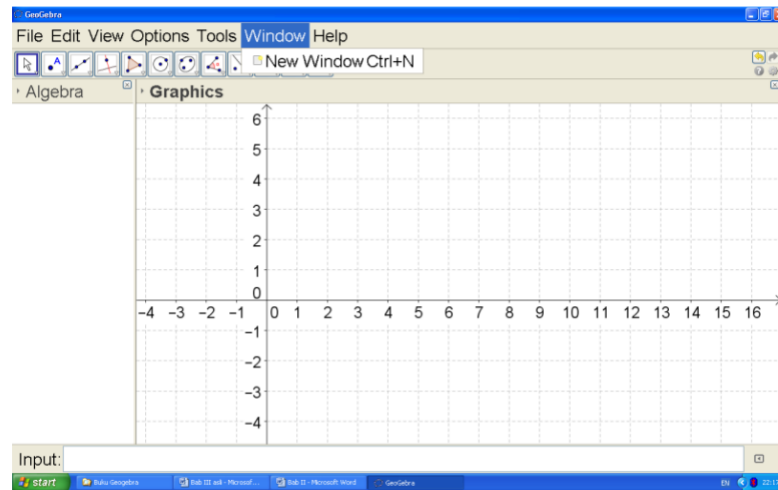 GeoGebra
File Edit View Options Tools Window Help
New Window Ctrl+N
Algebra
Graphics
6
5
4
3
2
1
0
−4 −3 −2 −1 0 1 2 3 4 5 6 7 8 9 10 11 12 13 14 15 16
−1
−2
−3
−4
Input:
start Buku Geogebra Bab III asli - Microsof... Bab II - Microsoft Word GeoGebra EN